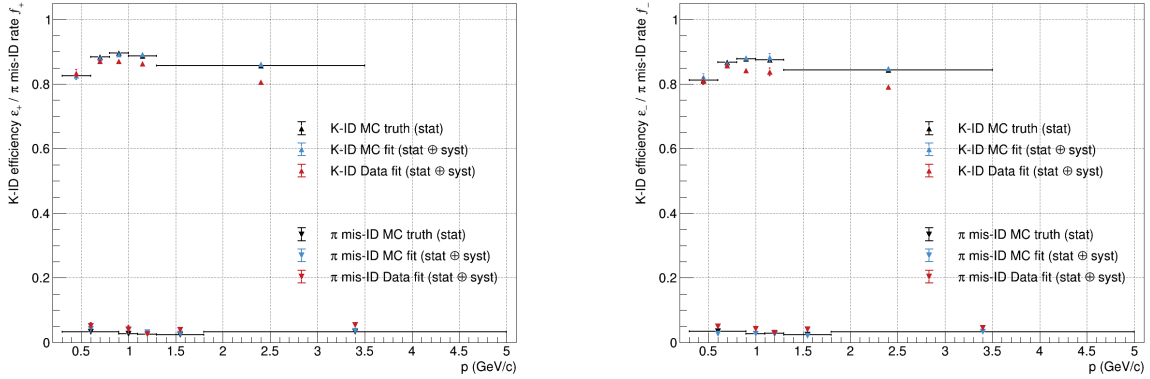 K-ID efficiency ε₊ / π mis-ID rate f₊
1
0.8
0.6
0.4
0.2
0
K-ID MC truth (stat)
K-ID MC fit (stat ⊕ syst)
K-ID Data fit (stat ⊕ syst)
π mis-ID MC truth (stat)
π mis-ID MC fit (stat ⊕ syst)
π mis-ID Data fit (stat ⊕ syst)
0.5 1 1.5 2 2.5 3 3.5 4 4.5 5
p (GeV/c)
K-ID efficiency ε₋ / π mis-ID rate f₋
1
0.8
0.6
0.4
0.2
0
K-ID MC truth (stat)
K-ID MC fit (stat ⊕ syst)
K-ID Data fit (stat ⊕ syst)
π mis-ID MC truth (stat)
π mis-ID MC fit (stat ⊕ syst)
π mis-ID Data fit (stat ⊕ syst)
0.5 1 1.5 2 2.5 3 3.5 4 4.5 5
p (GeV/c)